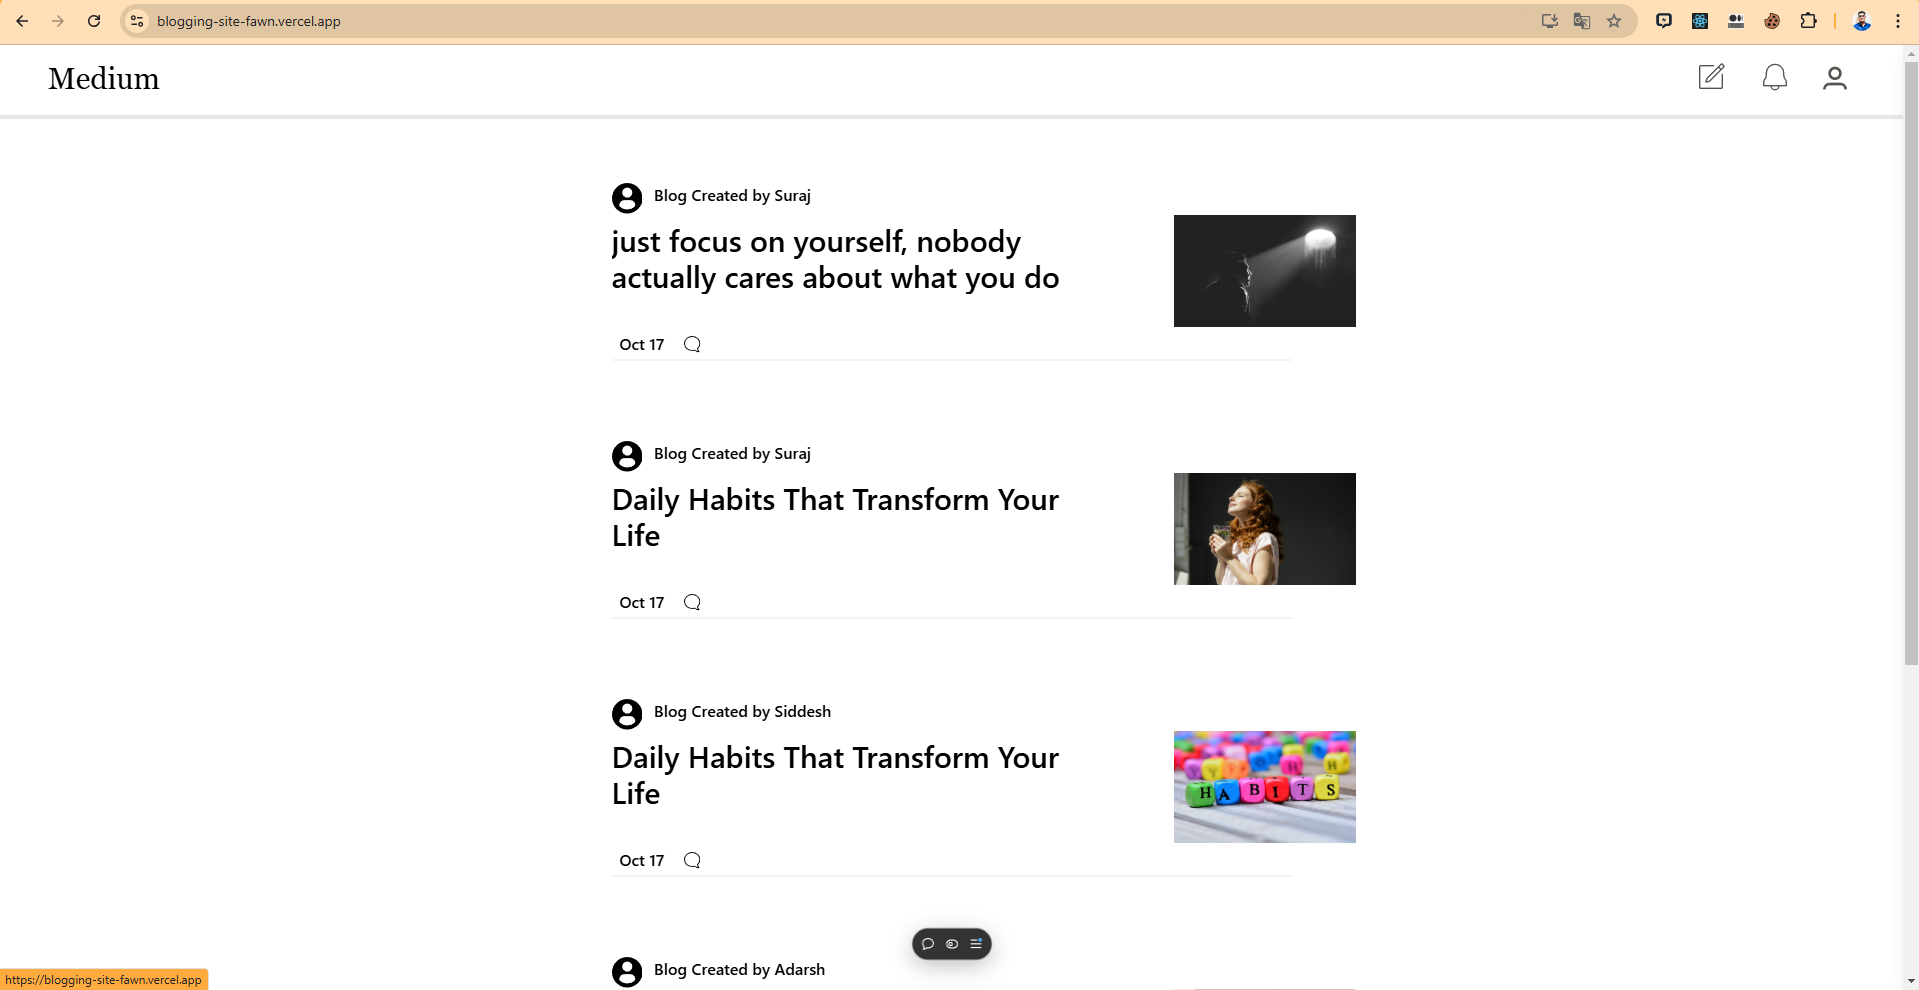 blogging-site-fawn.vercel.app
Medium
Blog Created by Suraj
just focus on yourself, nobody
actually cares about what you do
Oct 17
Blog Created by Suraj
Daily Habits That Transform Your
Life
Oct 17
Blog Created by Siddesh
Daily Habits That Transform Your
Life
H A B I T S
Oct 17
Blog Created by Adarsh
https://blogging-site-fawn.vercel.app